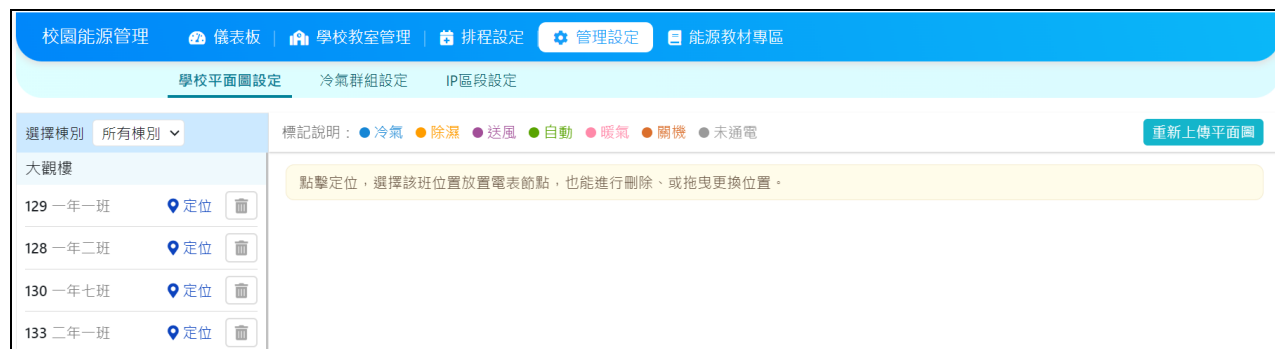 校園能源管理 儀表板 | 學校教室管理 | 排程設定 管理設定 能源教材專區
學校平面圖設定 冷氣群組設定 IP區段設定
選擇棟別 所有棟別 標記說明： 冷氣 除濕 送風 自動 暖氣 關機 未通電 重新上傳平面圖
大觀樓
點擊定位，選擇該班位置放置電表節點，也能進行刪除、或拖曳更換位置。
129 一年一班 定位
128 一年二班 定位
130 一年七班 定位
133 二年一班 定位